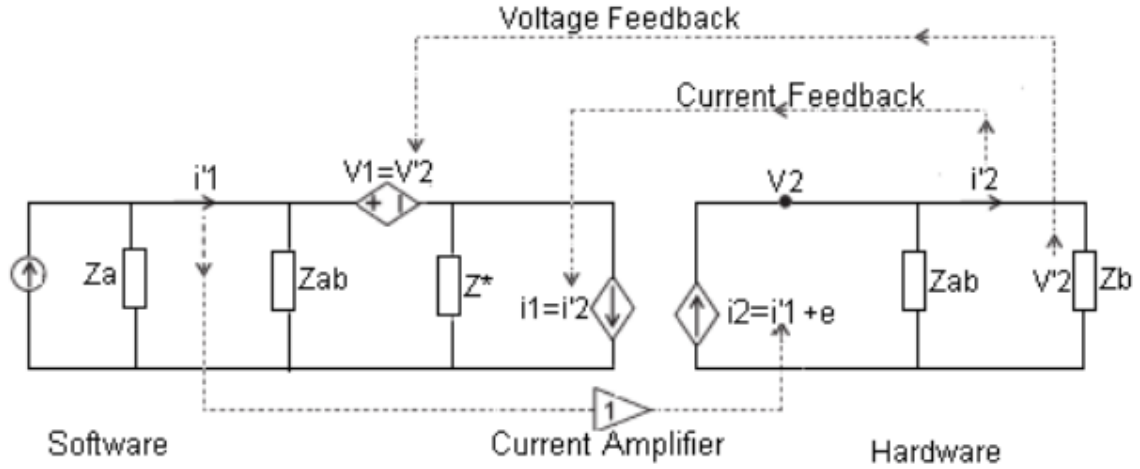 Voltage Feedback
Current Feedback
i'1
V1=V'2
V2
i'2
Za
Zab
Z*
i1=i'2
i2=i'1 +e
Zab
V'2
Zb
1
Software
Current Amplifier
Hardware